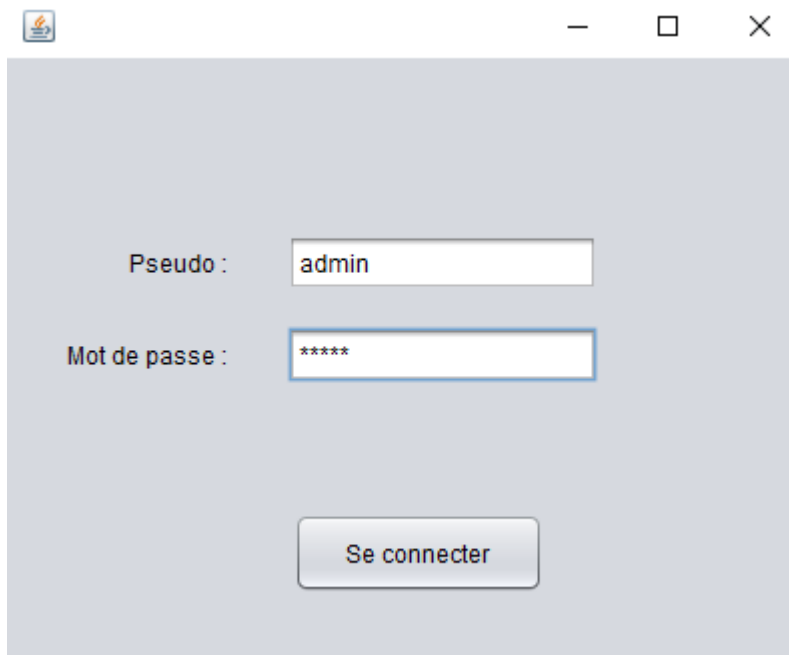 Pseudo : admin
Mot de passe : *****
Se connecter